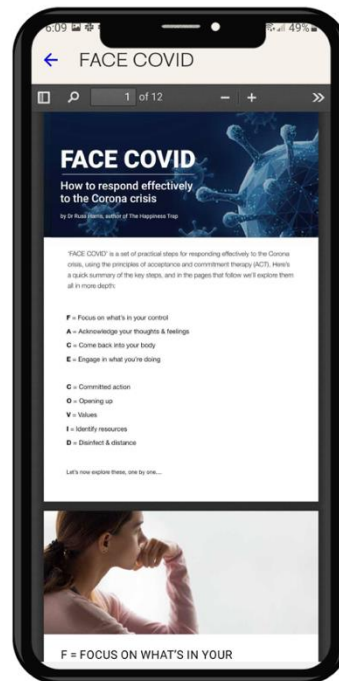 6:09 49%
← FACE COVID
1 of 12 − + »
FACE COVID
How to respond effectively
to the Corona crisis
by Dr Russ Harris, author of The Happiness Trap
'FACE COVID' is a set of practical steps for responding effectively to the Corona
crisis, using the principles of acceptance and commitment therapy (ACT). Here's
a quick summary of the key steps, and in the pages that follow we'll explore them
all in more depth:
F = Focus on what's in your control
A = Acknowledge your thoughts & feelings
C = Come back into your body
E = Engage in what you're doing
C = Committed action
O = Opening up
V = Values
I = Identify resources
D = Disinfect & distance
Let's now explore these, one by one....
F = FOCUS ON WHAT'S IN YOUR